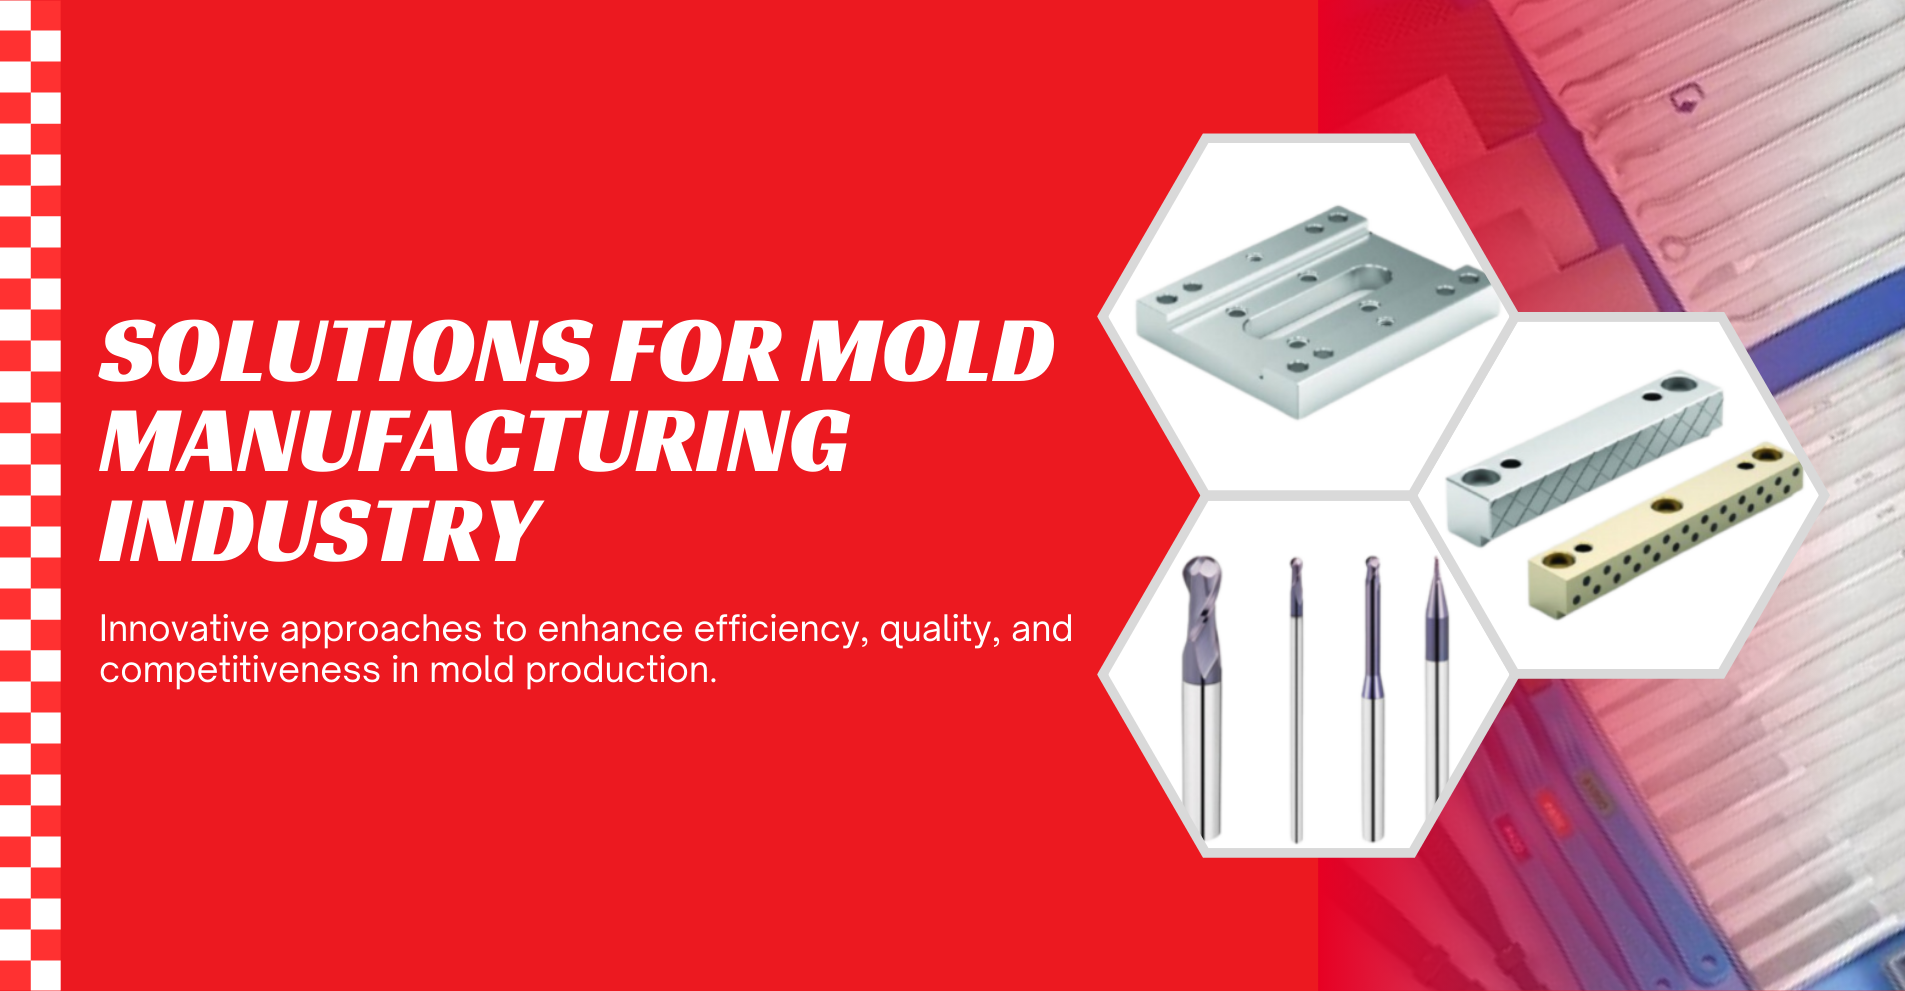 SOLUTIONS FOR MOLD
MANUFACTURING
INDUSTRY
Innovative approaches to enhance efficiency, quality, and
competitiveness in mold production.